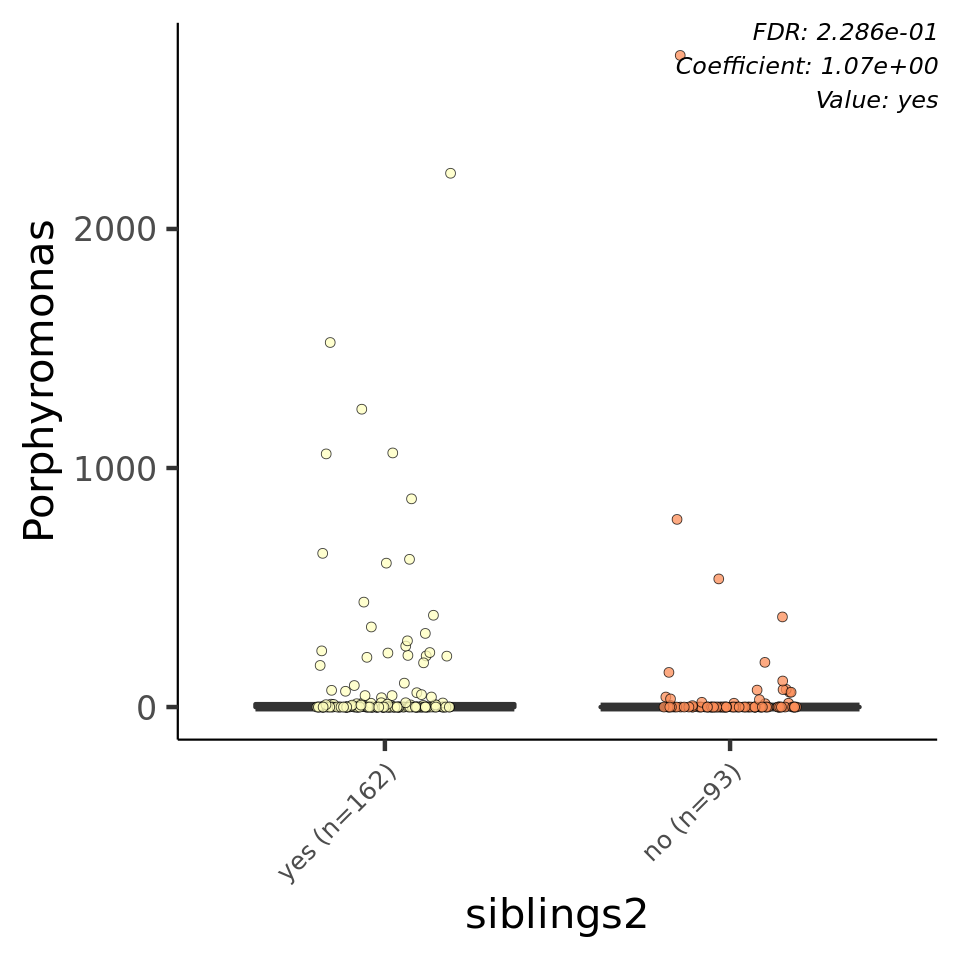 FDR: 2.286e-01
Coefficient: 1.07e+00
Value: yes
Porphyromonas
2000
1000
0
yes (n=162)
no (n=93)
siblings2